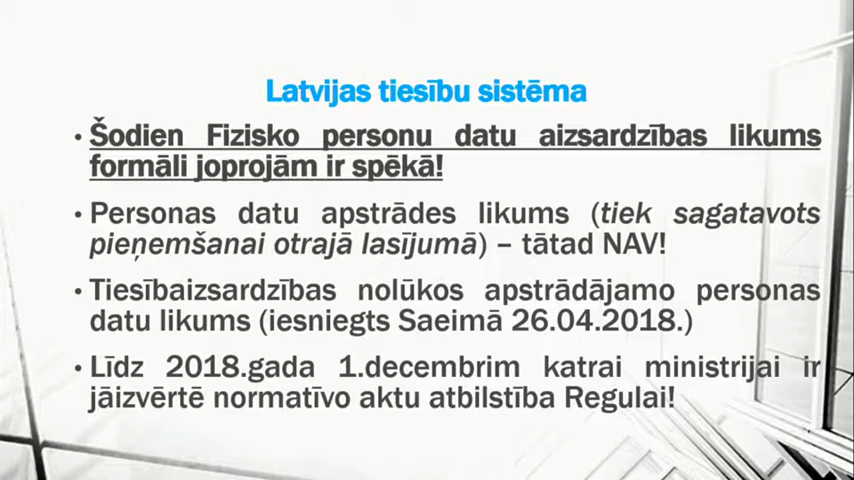 Latvijas tiesību sistēma
• Šodien Fizisko personu datu aizsardzības likums
formāli joprojām ir spēkā!
• Personas datu apstrādes likums (tiek sagatavots
pieņemšanai otrajā lasījumā) – tātad NAV!
• Tiesībaizsardzības nolūkos apstrādājamo personas
datu likums (iesniegts Saeimā 26.04.2018.)
• Līdz 2018.gada 1.decembrim katrai ministrijai ir
jāizvērtē normatīvo aktu atbilstība Regulai!